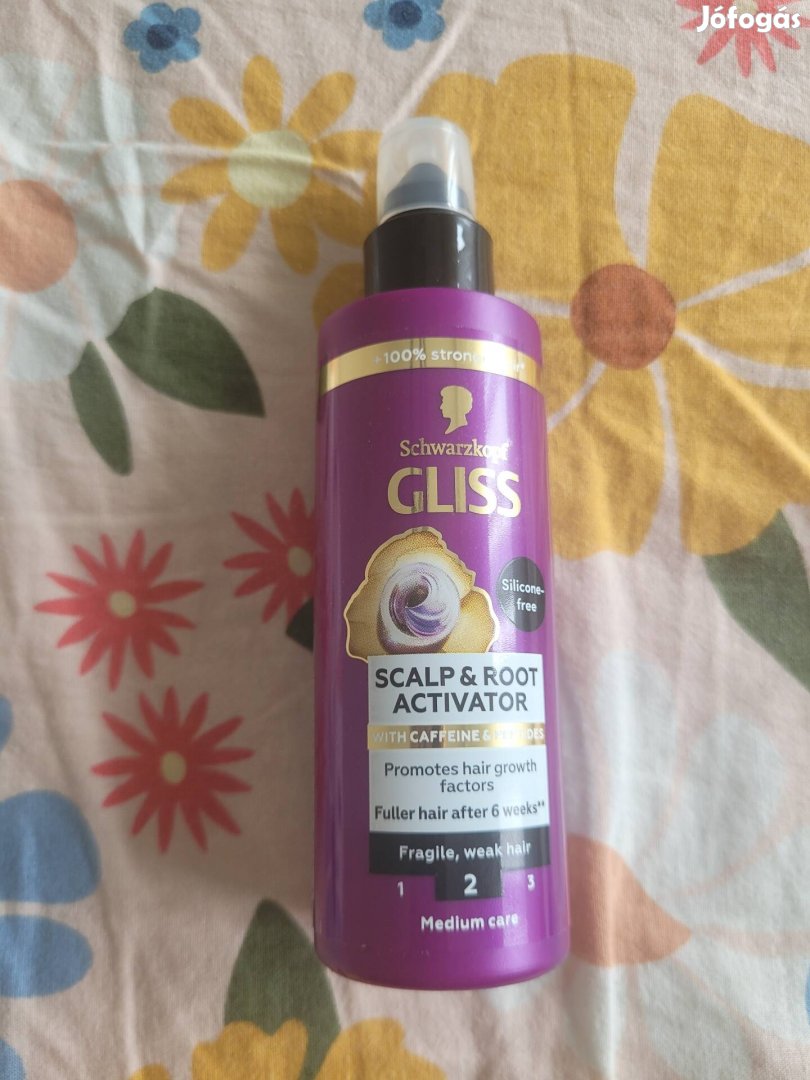 Jófogás
+100%
Schwarzkopf
GLISS
Silicone-
free
SCALP & ROOT
ACTIVATOR
WITH CAFFEINE &
Promotes hair growth
factors
Fuller hair after 6 weeks**
Fragile, weak hair
1 2 3
Medium care